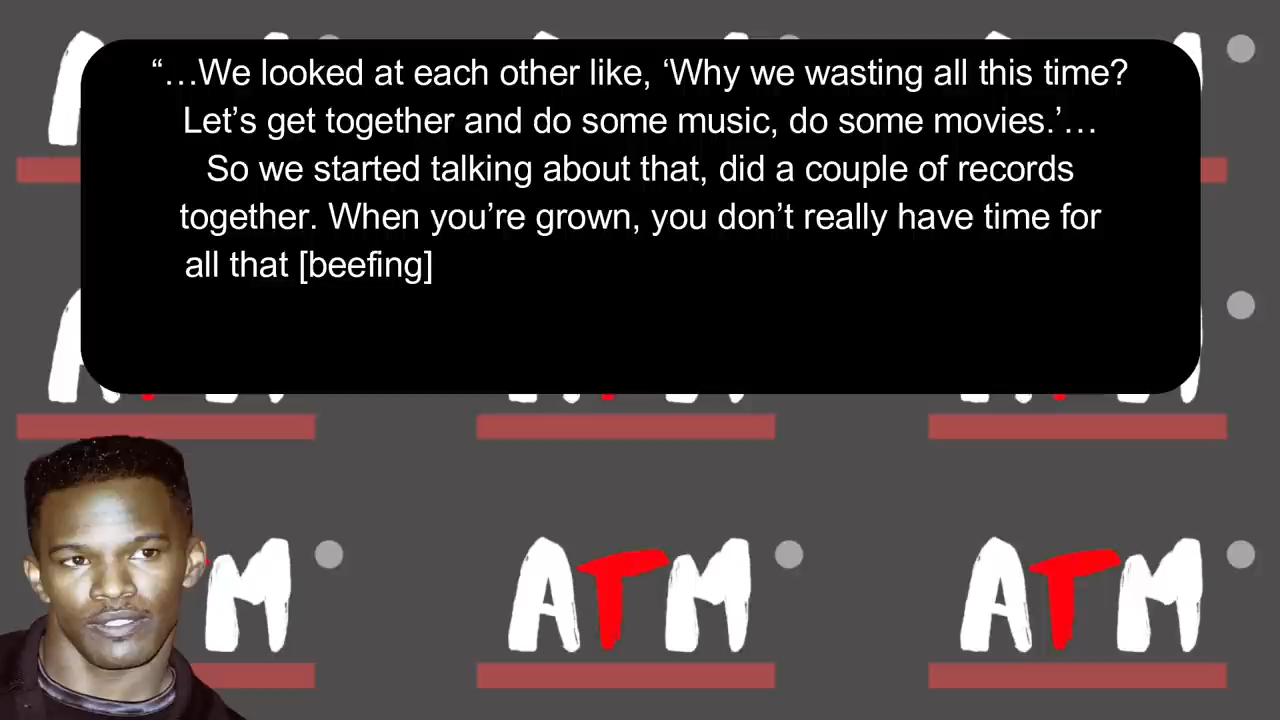 “…We looked at each other like, ‘Why we wasting all this time?
Let’s get together and do some music, do some movies.’…
So we started talking about that, did a couple of records
together. When you’re grown, you don’t really have time for
all that [beefing]
M
ATM
ATM